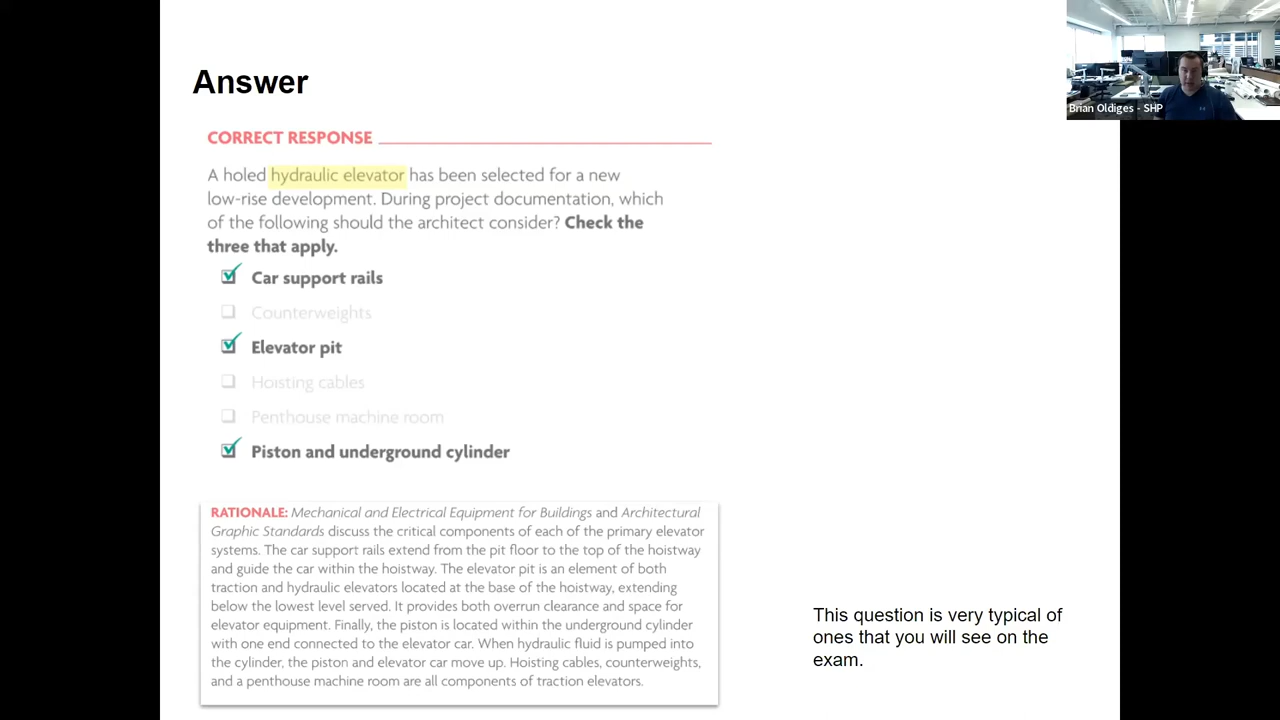 Answer
Brian Oldiges - SHP
CORRECT RESPONSE
A holed hydraulic elevator has been selected for a new
low-rise development. During project documentation, which
of the following should the architect consider? Check the
three that apply.
Car support rails
Counterweights
Elevator pit
Hoisting cables
Penthouse machine room
Piston and underground cylinder
RATIONALE: Mechanical and Electrical Equipment for Buildings and Architectural
Graphic Standards discuss the critical components of each of the primary elevator
systems. The car support rails extend from the pit floor to the top of the hoistway
and guide the car within the hoistway. The elevator pit is an element of both
traction and hydraulic elevators located at the base of the hoistway, extending
below the lowest level served. It provides both overrun clearance and space for
elevator equipment. Finally, the piston is located within the underground cylinder
with one end connected to the elevator car. When hydraulic fluid is pumped into
the cylinder, the piston and elevator car move up. Hoisting cables, counterweights,
and a penthouse machine room are all components of traction elevators.
This question is very typical of
ones that you will see on the
exam.